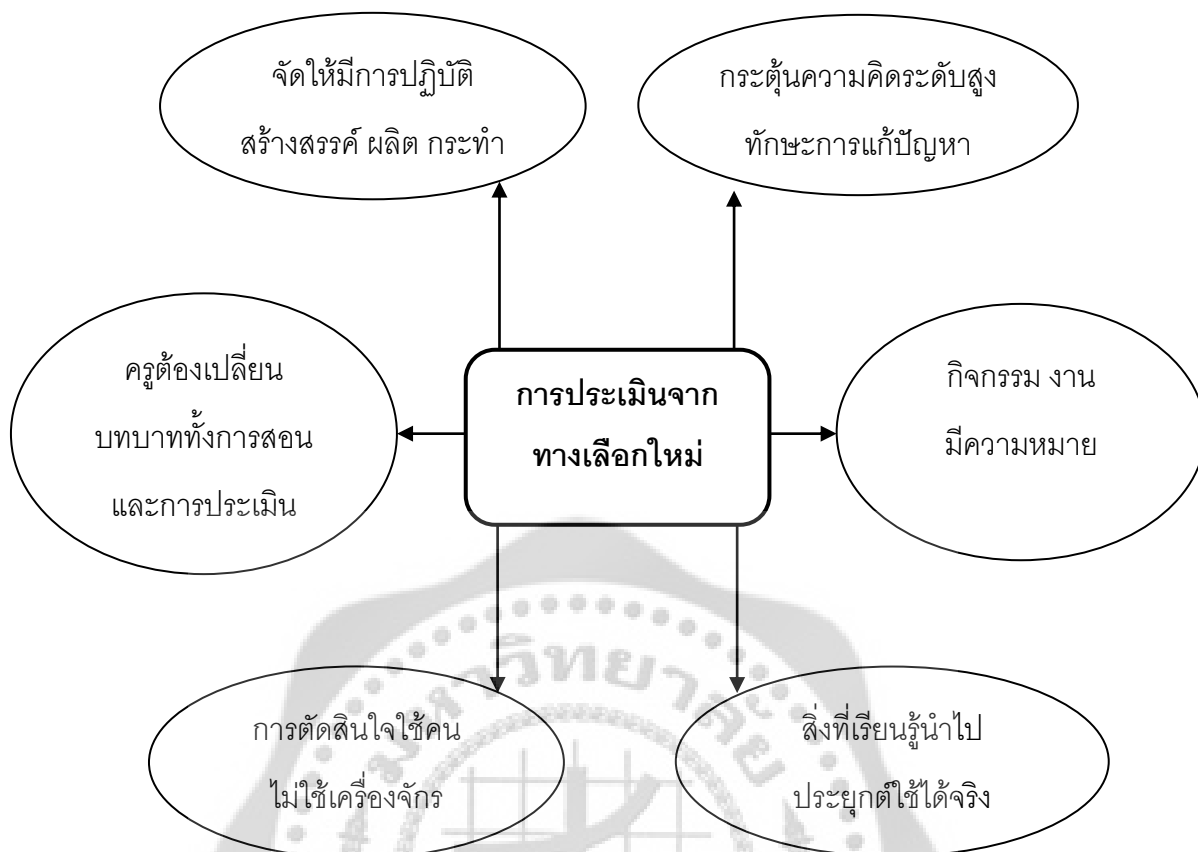 จัดให้มีการปฏิบัติ
สร้างสรรค์ ผลิต กระทำ
กระตุ้นความคิดระดับสูง
ทักษะการแก้ปัญหา
ครูต้องเปลี่ยน
บทบาททั้งการสอน
และการประเมิน
การประเมินจาก
ทางเลือกใหม่
กิจกรรม งาน
มีความหมาย
การตัดสินใจใช้คน
ไม่ใช้เครื่องจักร
สิ่งที่เรียนรู้นำไป
ประยุกต์ใช้ได้จริง
มหาวิทยาลัย